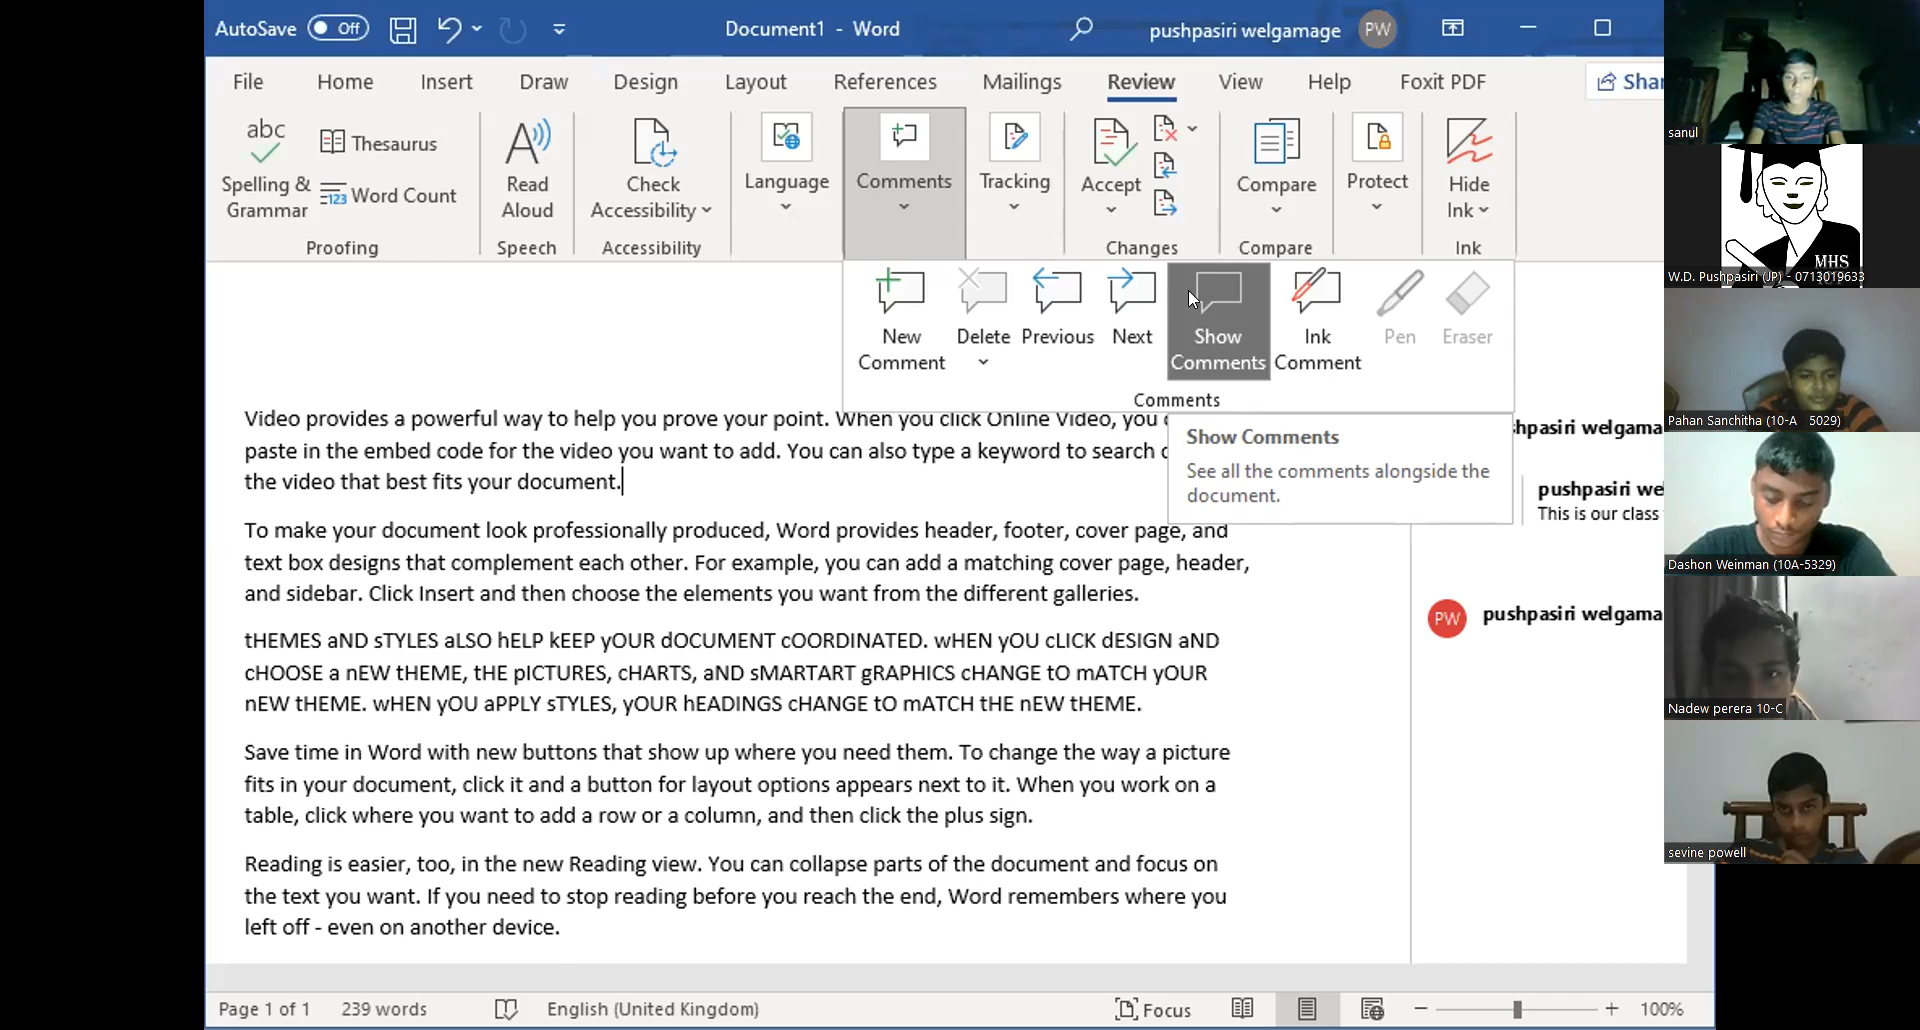 AutoSave Off Document1 - Word pushpasiri welgamage PW
File Home Insert Draw Design Layout References Mailings Review View Help Foxit PDF Shar
abc
Spelling &
Grammar
Thesaurus
123 Word Count
Proofing
Read
Aloud
Speech
Check
Accessibility
Accessibility
Language
Comments
Tracking
Accept
Changes
Compare
Compare
Protect
Hide
Ink
Ink
New
Comment
Delete
Previous
Next
Show
Comments
Ink
Comment
Pen
Eraser
Comments
Show Comments
See all the comments alongside the
document.
Video provides a powerful way to help you prove your point. When you click Online Video, you c
paste in the embed code for the video you want to add. You can also type a keyword to search o
the video that best fits your document.
To make your document look professionally produced, Word provides header, footer, cover page, and
text box designs that complement each other. For example, you can add a matching cover page, header,
and sidebar. Click Insert and then choose the elements you want from the different galleries.
tHEMES aND sTYLES aLSO hELP kEEP yOUR dOCUMENT cOORDINATED. wHEN yOU cLICK dESIGN aND
cHOOSE a nEW tHEME, tHE pICTURES, cHARTS, aND sMARTART gRAPHICS cHANGE tO mATCH yOUR
nEW tHEME. wHEN yOU aPPLY sTYLES, yOUR hEADINGS cHANGE tO mATCH tHE nEW tHEME.
Save time in Word with new buttons that show up where you need them. To change the way a picture
fits in your document, click it and a button for layout options appears next to it. When you work on a
table, click where you want to add a row or a column, and then click the plus sign.
Reading is easier, too, in the new Reading view. You can collapse parts of the document and focus on
the text you want. If you need to stop reading before you reach the end, Word remembers where you
left off - even on another device.
hpasiri welgama
pushpasiri we
This is our class
PW pushpasiri welgama
Page 1 of 1 239 words English (United Kingdom) Focus 100%
sanul
MHS
W.D. Pushpasiri (JP) - 0713019633
Pahan Sanchitha (10-A 5029)
Dashon Weinman (10A-5329)
Nadew perera 10-C
sevine powell